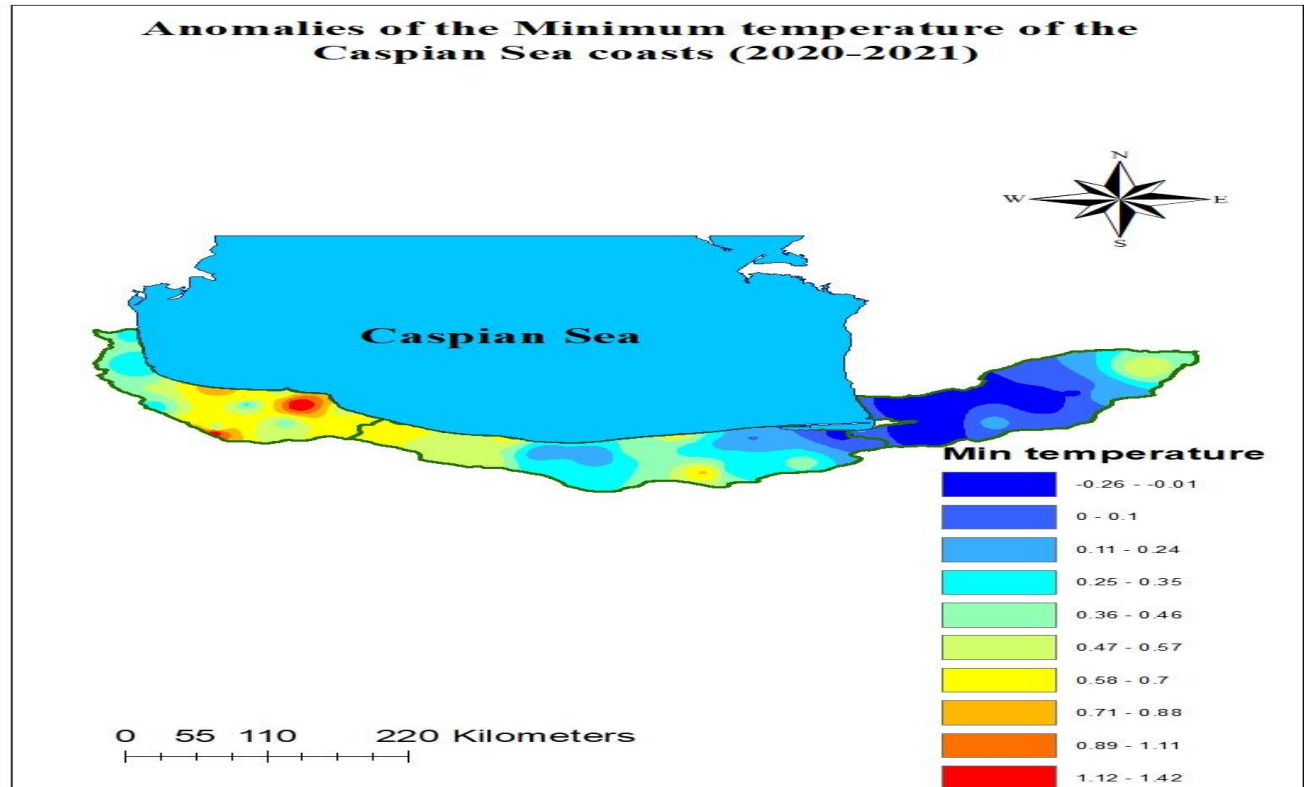 Anomalies of the Minimum temperature of the
Caspian Sea coasts (2020-2021)
N
W
E
S
Caspian Sea
Min temperature
-0.26 - -0.01
0 - 0.1
0.11 - 0.24
0.25 - 0.35
0.36 - 0.46
0.47 - 0.57
0.58 - 0.7
0.71 - 0.88
0.89 - 1.11
1.12 - 1.42
0 55 110 220 Kilometers